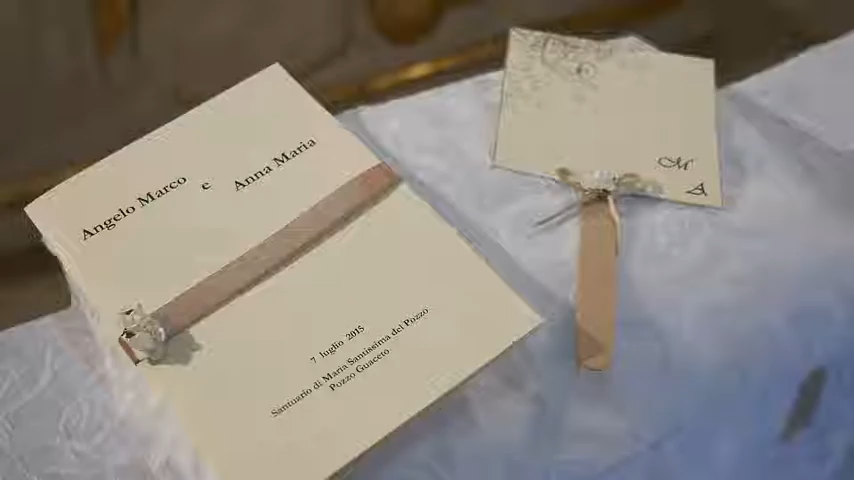 Angelo Marco e Anna Maria
7 luglio 2015
Santuario di Maria Santissima del Pozzo
Pozzo Guaceto
M
A